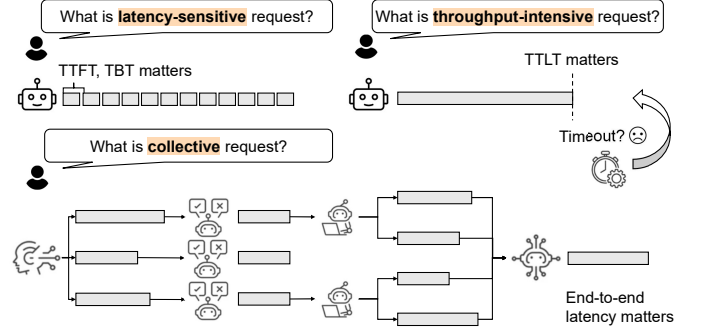 What is latency-sensitive request?
What is throughput-intensive request?
TTFT, TBT matters
TTLT matters
Timeout?
What is collective request?
End-to-end
latency matters